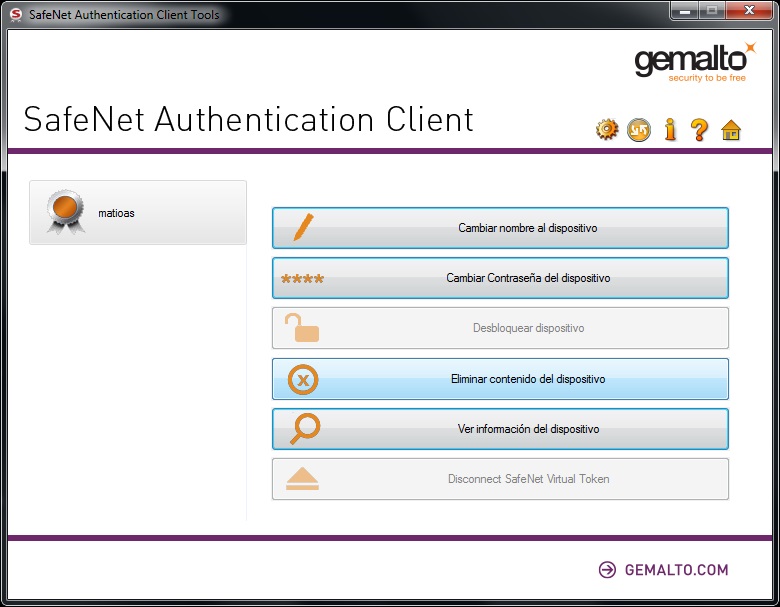 SafeNet Authentication Client Tools
gemalto
security to be free
SafeNet Authentication Client
matioas
Cambiar nombre al dispositivo
**** Cambiar Contraseña del dispositivo
Desbloquear dispositivo
Eliminar contenido del dispositivo
Ver información del dispositivo
Disconnect SafeNet Virtual Token
GEMALTO.COM